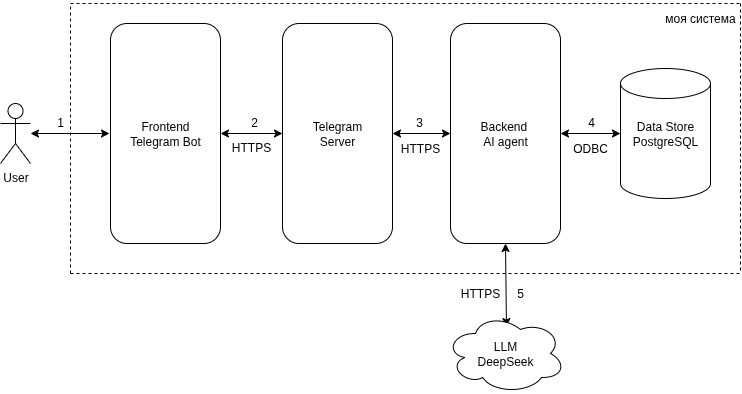 моя система
1
2
3
4
Frontend
Telegram Bot
Telegram
Server
Backend
AI agent
Data Store
PostgreSQL
HTTPS
HTTPS
ODBC
User
HTTPS
5
LLM
DeepSeek